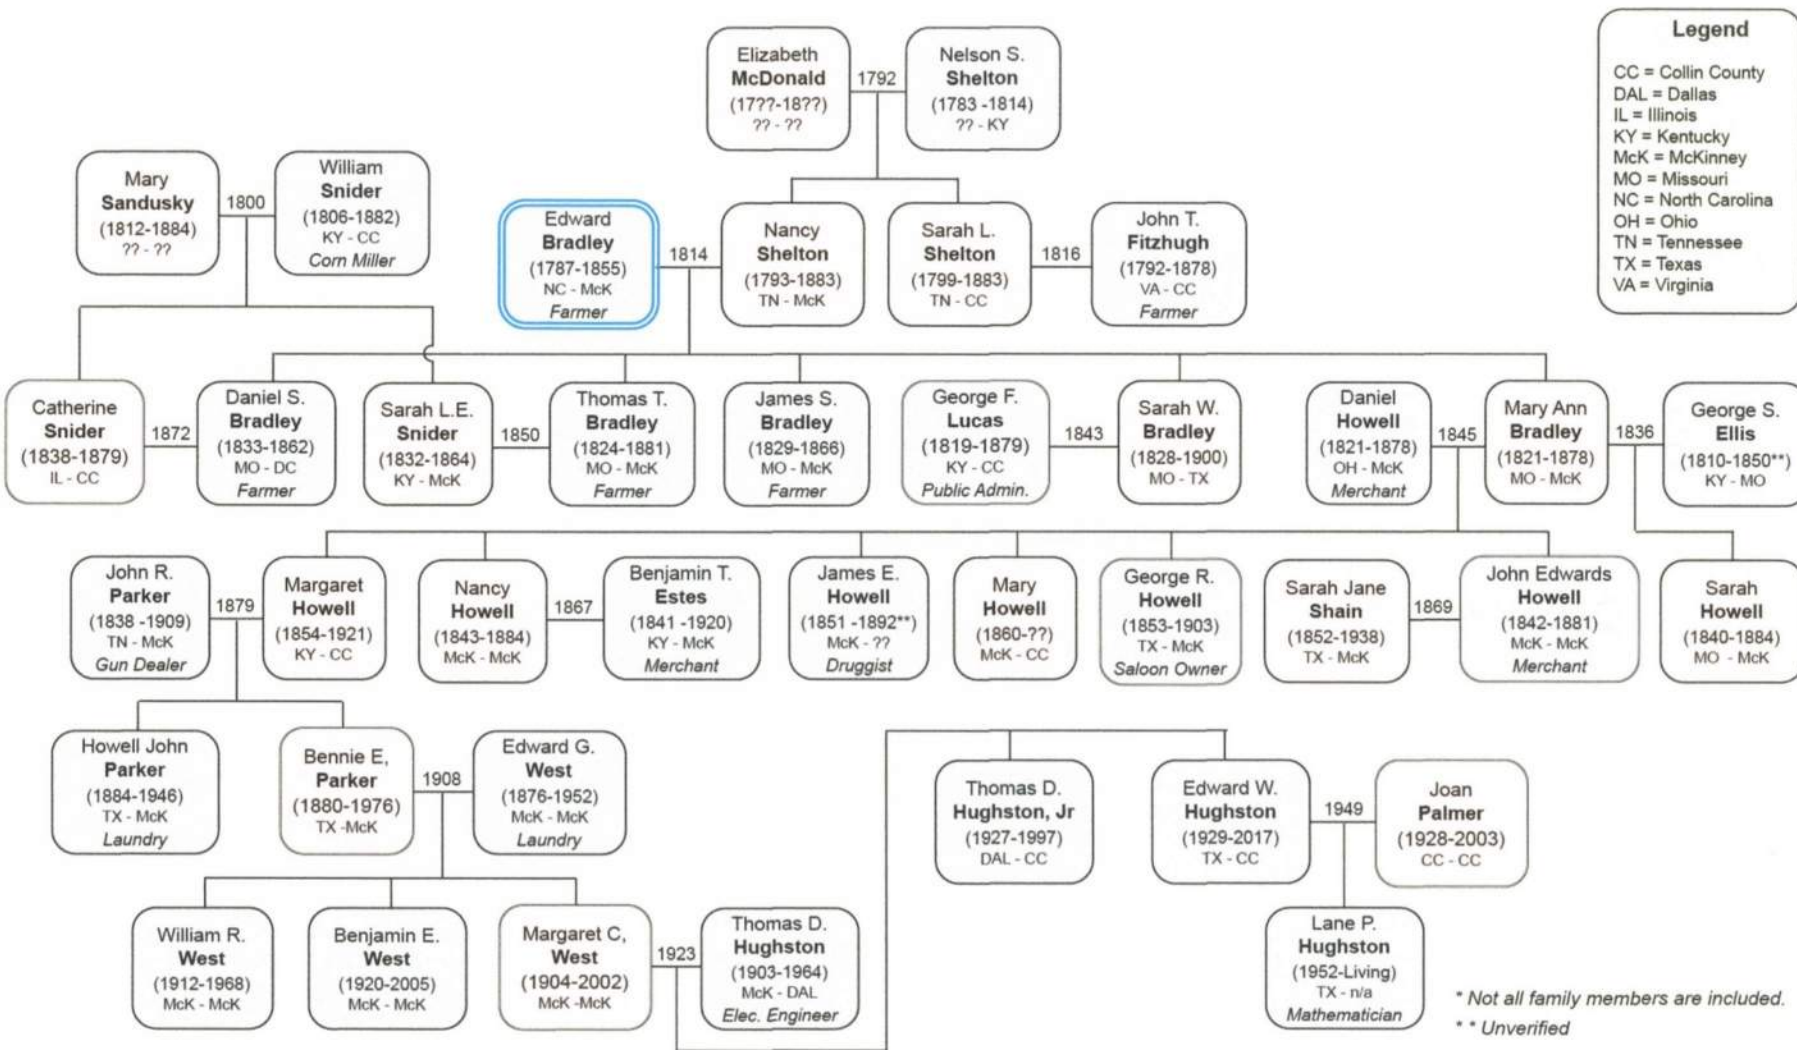 Legend
CC = Collin County
DAL = Dallas
IL = Illinois
KY = Kentucky
McK = McKinney
MO = Missouri
NC = North Carolina
OH = Ohio
TN = Tennessee
TX = Texas
VA = Virginia
Elizabeth
McDonald
(17??-18??)
?? - ??
1792
Nelson S.
Shelton
(1783 -1814)
?? - KY
Mary
Sandusky
(1812-1884)
?? - ??
1800
William
Snider
(1806-1882)
KY - CC
Corn Miller
Edward
Bradley
(1787-1855)
NC - McK
Farmer
1814
Nancy
Shelton
(1793-1883)
TN - McK
Sarah L.
Shelton
(1799-1883)
TN - CC
1816
John T.
Fitzhugh
(1792-1878)
VA - CC
Farmer
Catherine
Snider
(1838-1879)
IL - CC
1872
Daniel S.
Bradley
(1833-1862)
MO - DC
Farmer
Sarah L.E.
Snider
(1832-1864)
KY - McK
1850
Thomas T.
Bradley
(1824-1881)
MO - McK
Farmer
James S.
Bradley
(1829-1866)
MO - McK
Farmer
George F.
Lucas
(1819-1879)
KY - CC
Public Admin.
1843
Sarah W.
Bradley
(1828-1900)
MO - TX
Daniel
Howell
(1821-1878)
OH - McK
Merchant
1845
Mary Ann
Bradley
(1821-1878)
MO - McK
1836
George S.
Ellis
(1810-1850**)
KY - MO
John R.
Parker
(1838 -1909)
TN - McK
Gun Dealer
1879
Margaret
Howell
(1854-1921)
KY - CC
Nancy
Howell
(1843-1884)
McK - McK
1867
Benjamin T.
Estes
(1841 -1920)
KY - McK
Merchant
James E.
Howell
(1851 -1892**)
McK - ??
Druggist
Mary
Howell
(1860-??)
McK - CC
George R.
Howell
(1853-1903)
TX - McK
Saloon Owner
Sarah Jane
Shain
(1852-1938)
TX - McK
1869
John Edwards
Howell
(1842-1881)
McK - McK
Merchant
Sarah
Howell
(1840-1884)
MO - McK
Howell John
Parker
(1884-1946)
TX - McK
Laundry
Bennie E,
Parker
(1880-1976)
TX -McK
1908
Edward G.
West
(1876-1952)
McK - McK
Laundry
Thomas D.
Hughston, Jr
(1927-1997)
DAL - CC
Edward W.
Hughston
(1929-2017)
TX - CC
1949
Joan
Palmer
(1928-2003)
CC - CC
William R.
West
(1912-1968)
McK - McK
Benjamin E.
West
(1920-2005)
McK - McK
Margaret C,
West
(1904-2002)
McK -McK
1923
Thomas D.
Hughston
(1903-1964)
McK - DAL
Elec. Engineer
Lane P.
Hughston
(1952-Living)
TX - n/a
Mathematician
* Not all family members are included.
* * Unverified